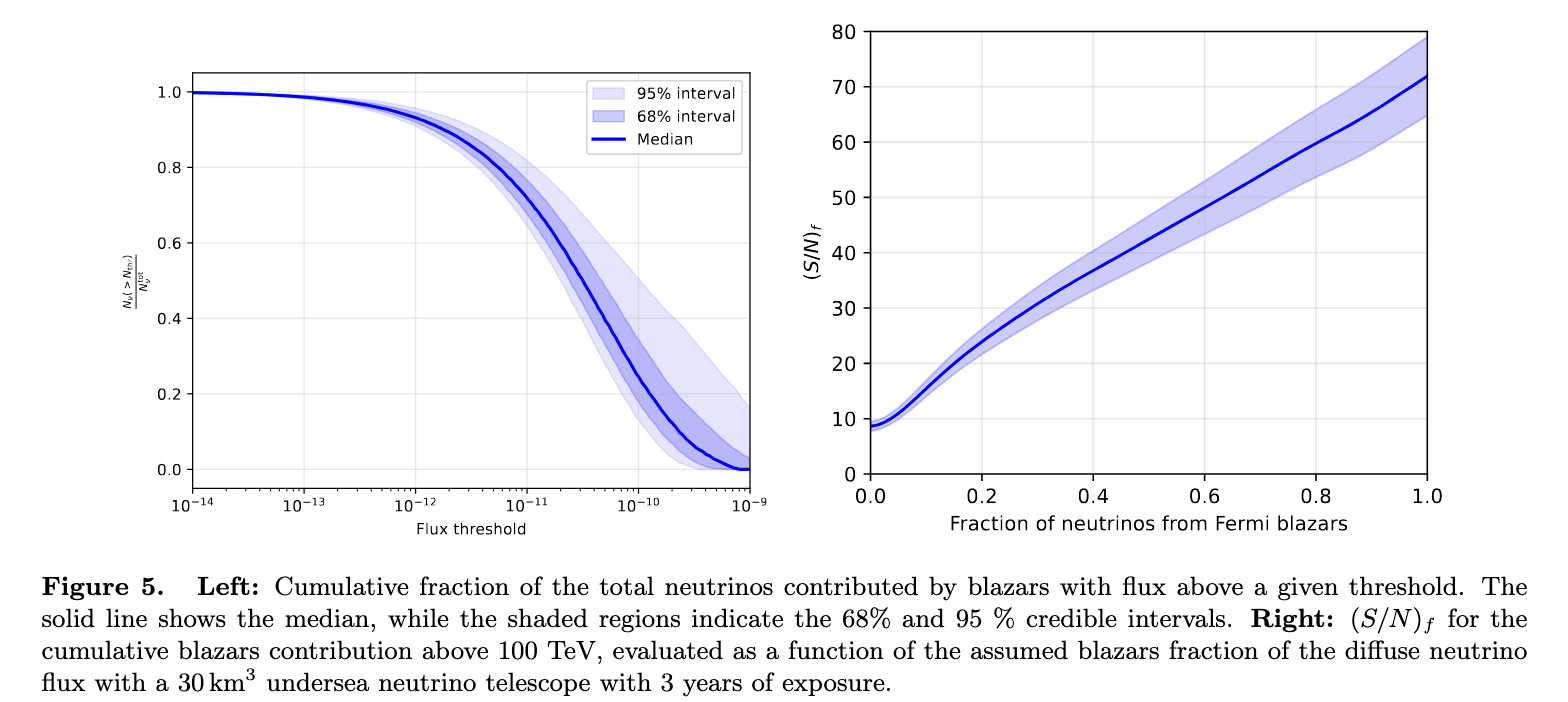 1.0
0.8
0.6
0.4
0.2
0.0
N_ν(> N_thr)
N_ν^tot
10^−14
10^−13
10^−12
10^−11
10^−10
10^−9
Flux threshold
95% interval
68% interval
Median
80
70
60
50
40
30
20
10
0
(S/N)_f
0.0
0.2
0.4
0.6
0.8
1.0
Fraction of neutrinos from Fermi blazars
Figure 5. Left: Cumulative fraction of the total neutrinos contributed by blazars with flux above a given threshold. The
solid line shows the median, while the shaded regions indicate the 68% and 95 % credible intervals. Right: (S/N)_f for the
cumulative blazars contribution above 100 TeV, evaluated as a function of the assumed blazars fraction of the diffuse neutrino
flux with a 30 km³ undersea neutrino telescope with 3 years of exposure.